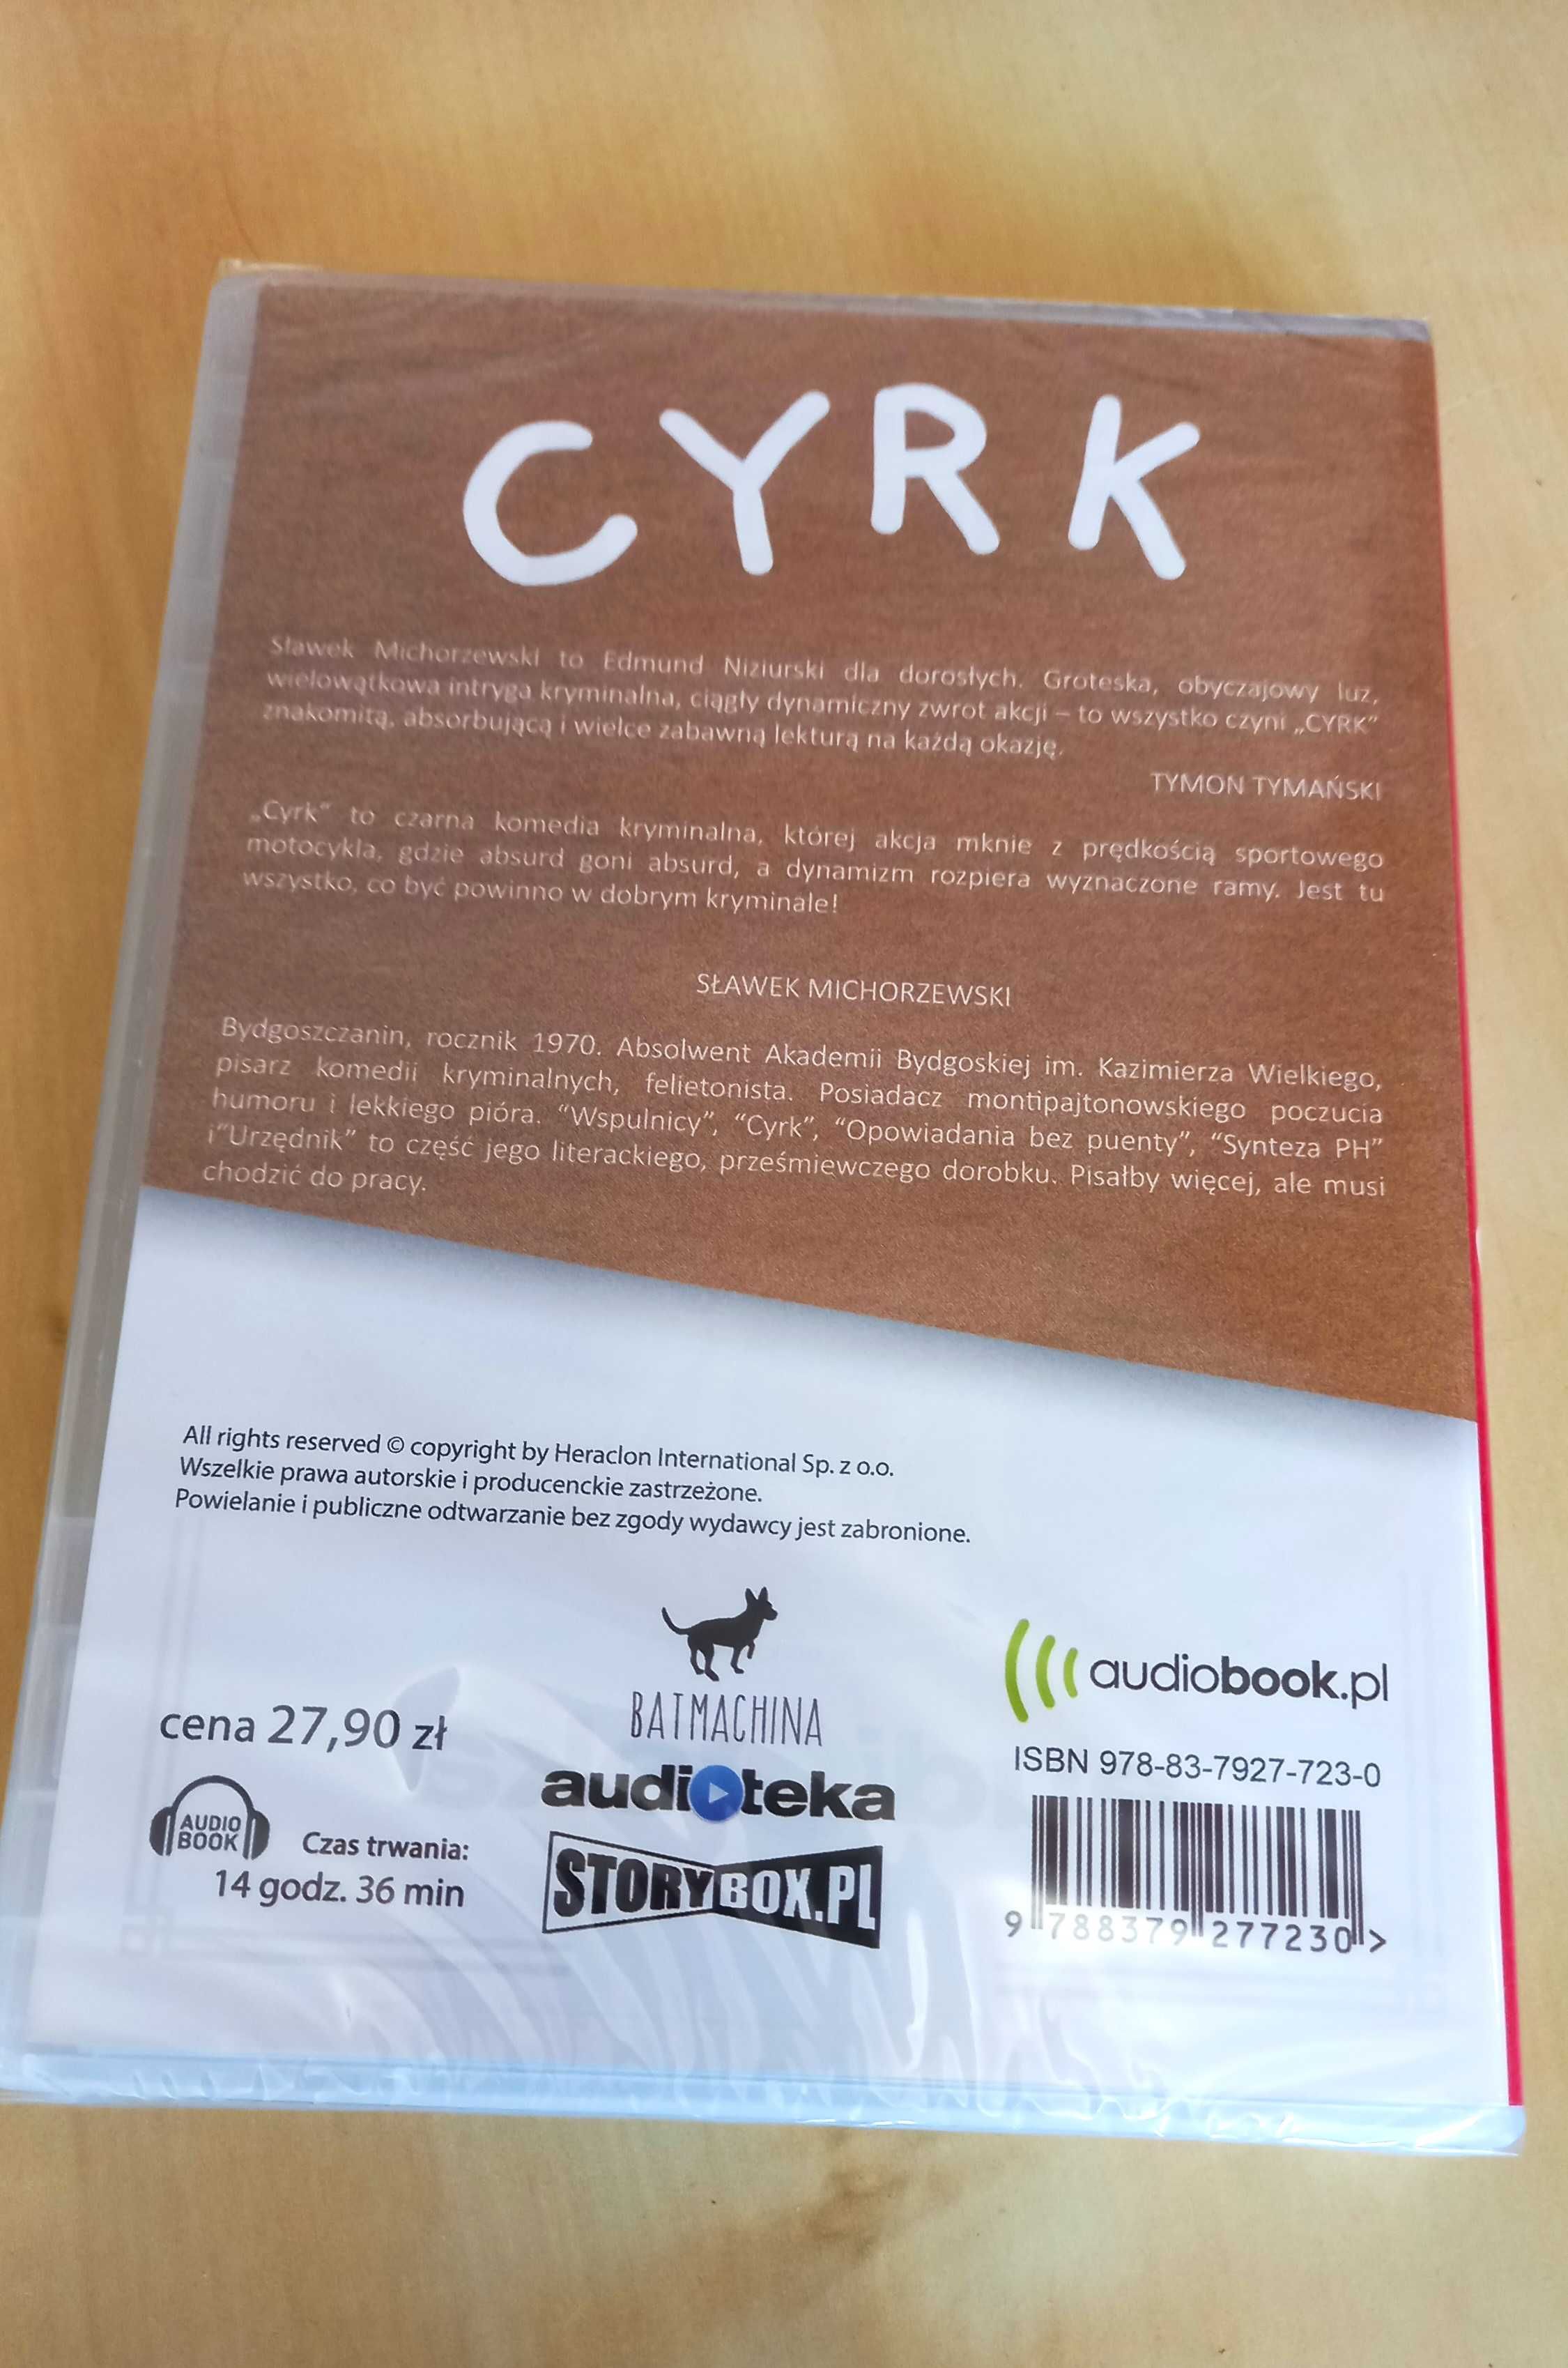 CYRK
Sławek Michorzewski to Edmund Niziurski dla dorosłych. Groteska, obyczajowy luz,
wielowątkowa intryga kryminalna, ciągły dynamiczny zwrot akcji – to wszystko czyni „CYRK”
znakomitą, absorbującą i wielce zabawną lekturą na każdą okazję.
TYMON TYMAŃSKI
„Cyrk” to czarna komedia kryminalna, której akcja mknie z prędkością sportowego
motocykla, gdzie absurd goni absurd, a dynamizm rozpiera wyznaczone ramy. Jest tu
wszystko, co być powinno w dobrym kryminale!
SŁAWEK MICHORZEWSKI
Bydgoszczanin, rocznik 1970. Absolwent Akademii Bydgoskiej im. Kazimierza Wielkiego,
pisarz komedii kryminalnych, felietonista. Posiadacz montipajtonowskiego poczucia
humoru i lekkiego pióra. “Wspulnicy”, “Cyrk”, “Opowiadania bez puenty”, “Synteza PH”
i“Urzędnik” to część jego literackiego, prześmiewczego dorobku. Pisałby więcej, ale musi
chodzić do pracy.
All rights reserved © copyright by Heraclon International Sp. z o.o.
Wszelkie prawa autorskie i producenckie zastrzeżone.
Powielanie i publiczne odtwarzanie bez zgody wydawcy jest zabronione.
cena 27,90 zł
AUDIO
BOOK
Czas trwania:
14 godz. 36 min
BATMACHINA
audioteka
STORYBOX.PL
audiobook.pl
ISBN 978-83-7927-723-0
9 788379 277230 >